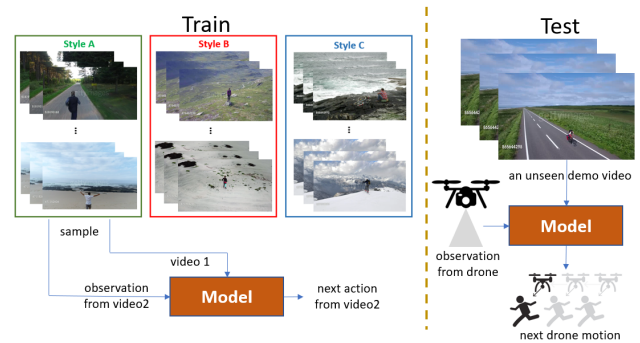 Train
Test
Style A
Style B
Style C
sample
video 1
observation
from video2
Model
next action
from video2
an unseen demo video
observation
from drone
Model
next drone motion